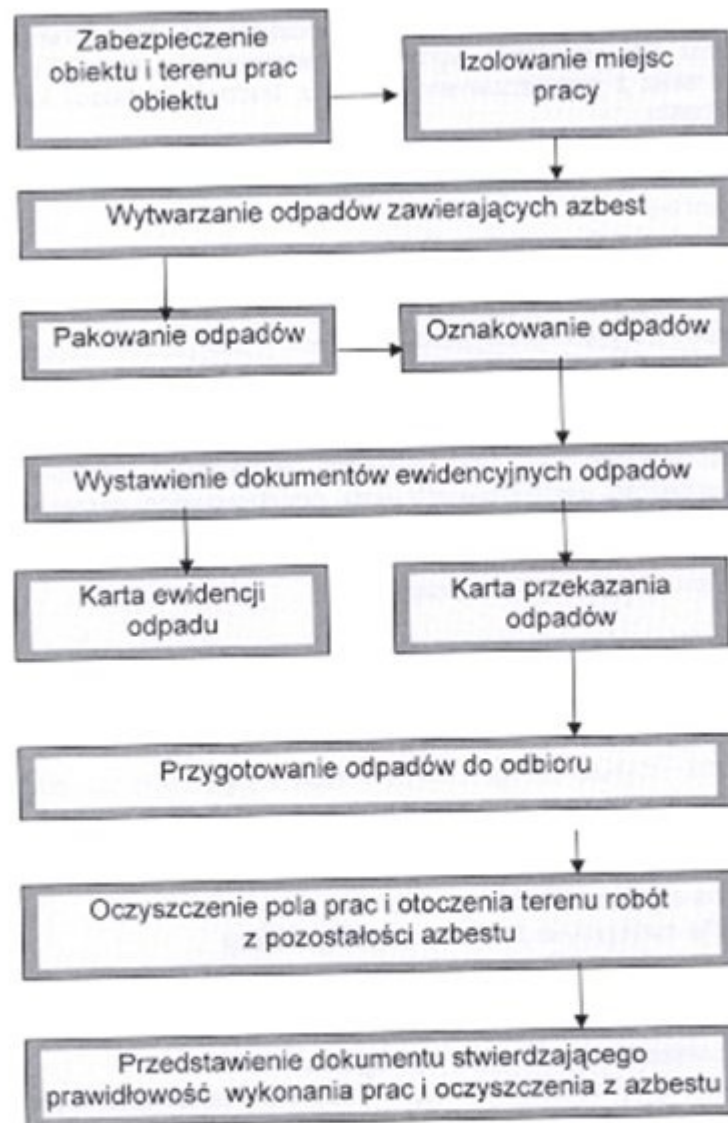 Zabezpieczenie
obiektu i terenu prac
obiektu
Izolowanie miejsc
pracy
Wytwarzanie odpadów zawierających azbest
Pakowanie odpadów
Oznakowanie odpadów
Wystawienie dokumentów ewidencyjnych odpadów
Karta ewidencji
odpadu
Karta przekazania
odpadów
Przygotowanie odpadów do odbioru
Oczyszczenie pola prac i otoczenia terenu robót
z pozostałości azbestu
Przedstawienie dokumentu stwierdzającego
prawidłowość wykonania prac i oczyszczenia z azbestu